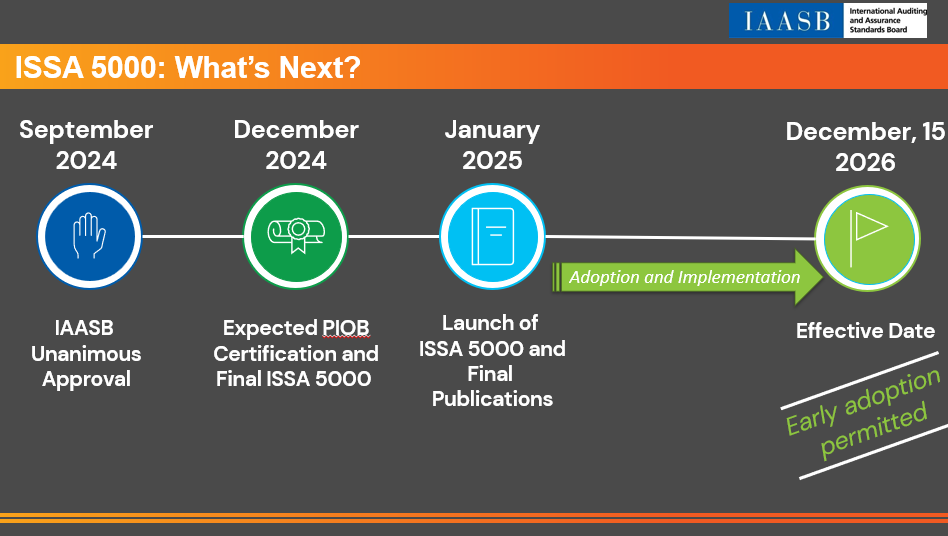 IAASB
International Auditing
and Assurance
Standards Board
ISSA 5000: What's Next?
September
2024
December
2024
January
2025
December, 15
2026
Adoption and Implementation
IAASB
Unanimous
Approval
Expected PIOB
Certification and
Final ISSA 5000
Launch of
ISSA 5000 and
Final
Publications
Effective Date
Early adoption
permitted